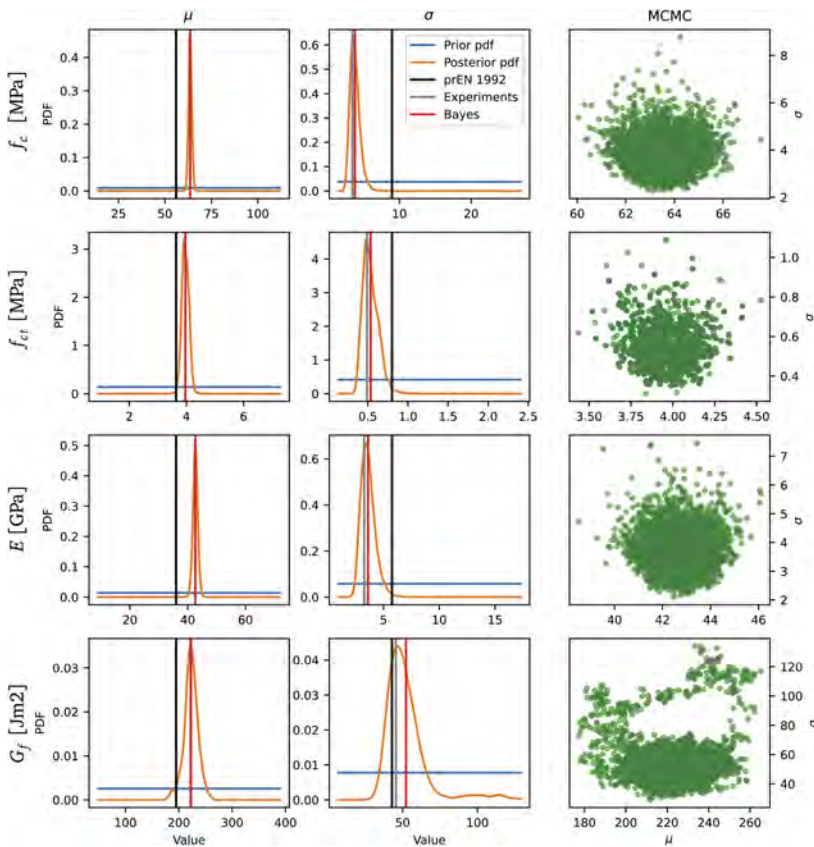 μ σ MCMC
0.4 0.3 0.2 0.1 0.0
PDF
f_c [MPa]
25 50 75 100
0.6 0.5 0.4 0.3 0.2 0.1 0.0
10 20
Prior pdf
Posterior pdf
prEN 1992
Experiments
Bayes
8 6 4 2
σ
60 62 64 66
3 2 1 0
PDF
f_ct [MPa]
2 4 6
4 3 2 1 0
0.5 1.0 1.5 2.0 2.5
1.0 0.8 0.6 0.4
σ
3.50 3.75 4.00 4.25 4.50
0.5 0.4 0.3 0.2 0.1 0.0
PDF
E [GPa]
20 40 60
0.6 0.4 0.2 0.0
5 10 15
7 6 5 4 3 2
σ
40 42 44 46
0.03 0.02 0.01 0.00
PDF
G_f [Jm2]
100 200 300 400
Value
0.04 0.03 0.02 0.01 0.00
50 100
Value
120 100 80 60 40
σ
180 200 220 240 260
μ